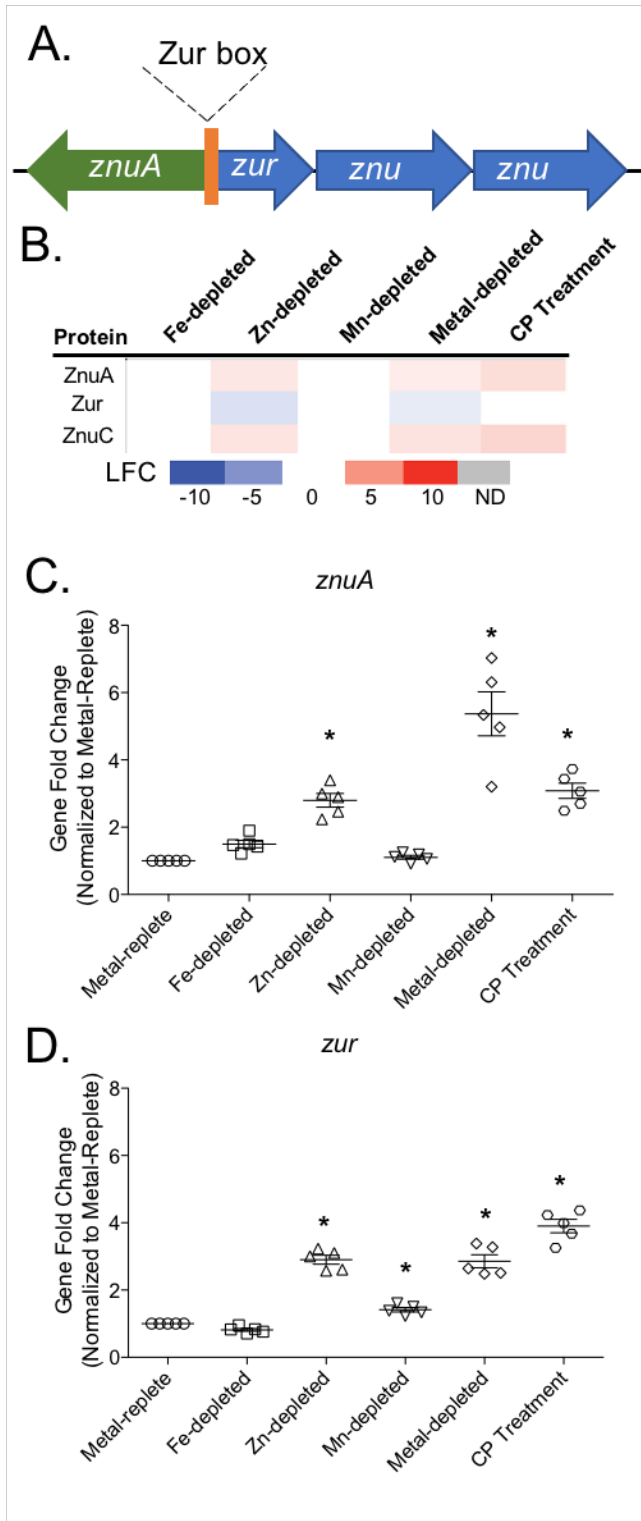 A.
Zur box
znuA zur znu znu
B.
Protein Fe-depleted Zn-depleted Mn-depleted Metal-depleted CP Treatment
ZnuA
Zur
ZnuC
LFC
-10 -5 0 5 10 ND
C.
znuA
Gene Fold Change
(Normalized to Metal-Replete)
8
6
4
2
0
* * *
Metal-replete Fe-depleted Zn-depleted Mn-depleted Metal-depleted CP Treatment
D.
zur
Gene Fold Change
(Normalized to Metal-Replete)
8
6
4
2
0
* * * *
Metal-replete Fe-depleted Zn-depleted Mn-depleted Metal-depleted CP Treatment